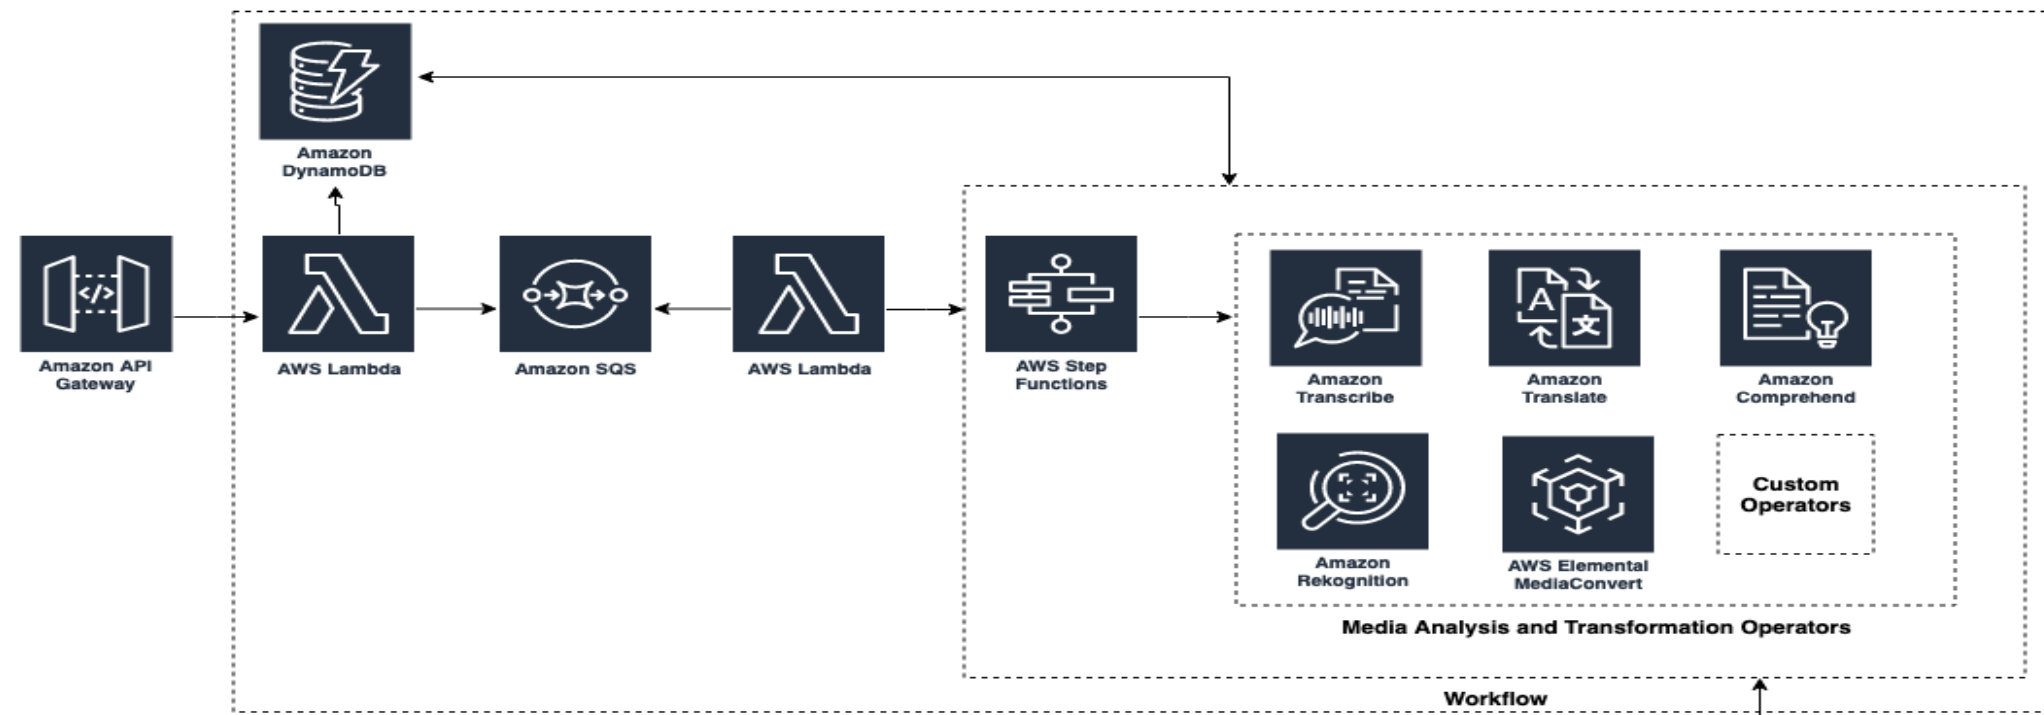 Amazon
DynamoDB
Amazon API
Gateway
</>
AWS Lambda
Amazon SQS
AWS Lambda
AWS Step
Functions
Amazon
Transcribe
A
文
Amazon
Translate
Amazon
Comprehend
Amazon
Rekognition
AWS Elemental
MediaConvert
Custom
Operators
Media Analysis and Transformation Operators
Workflow